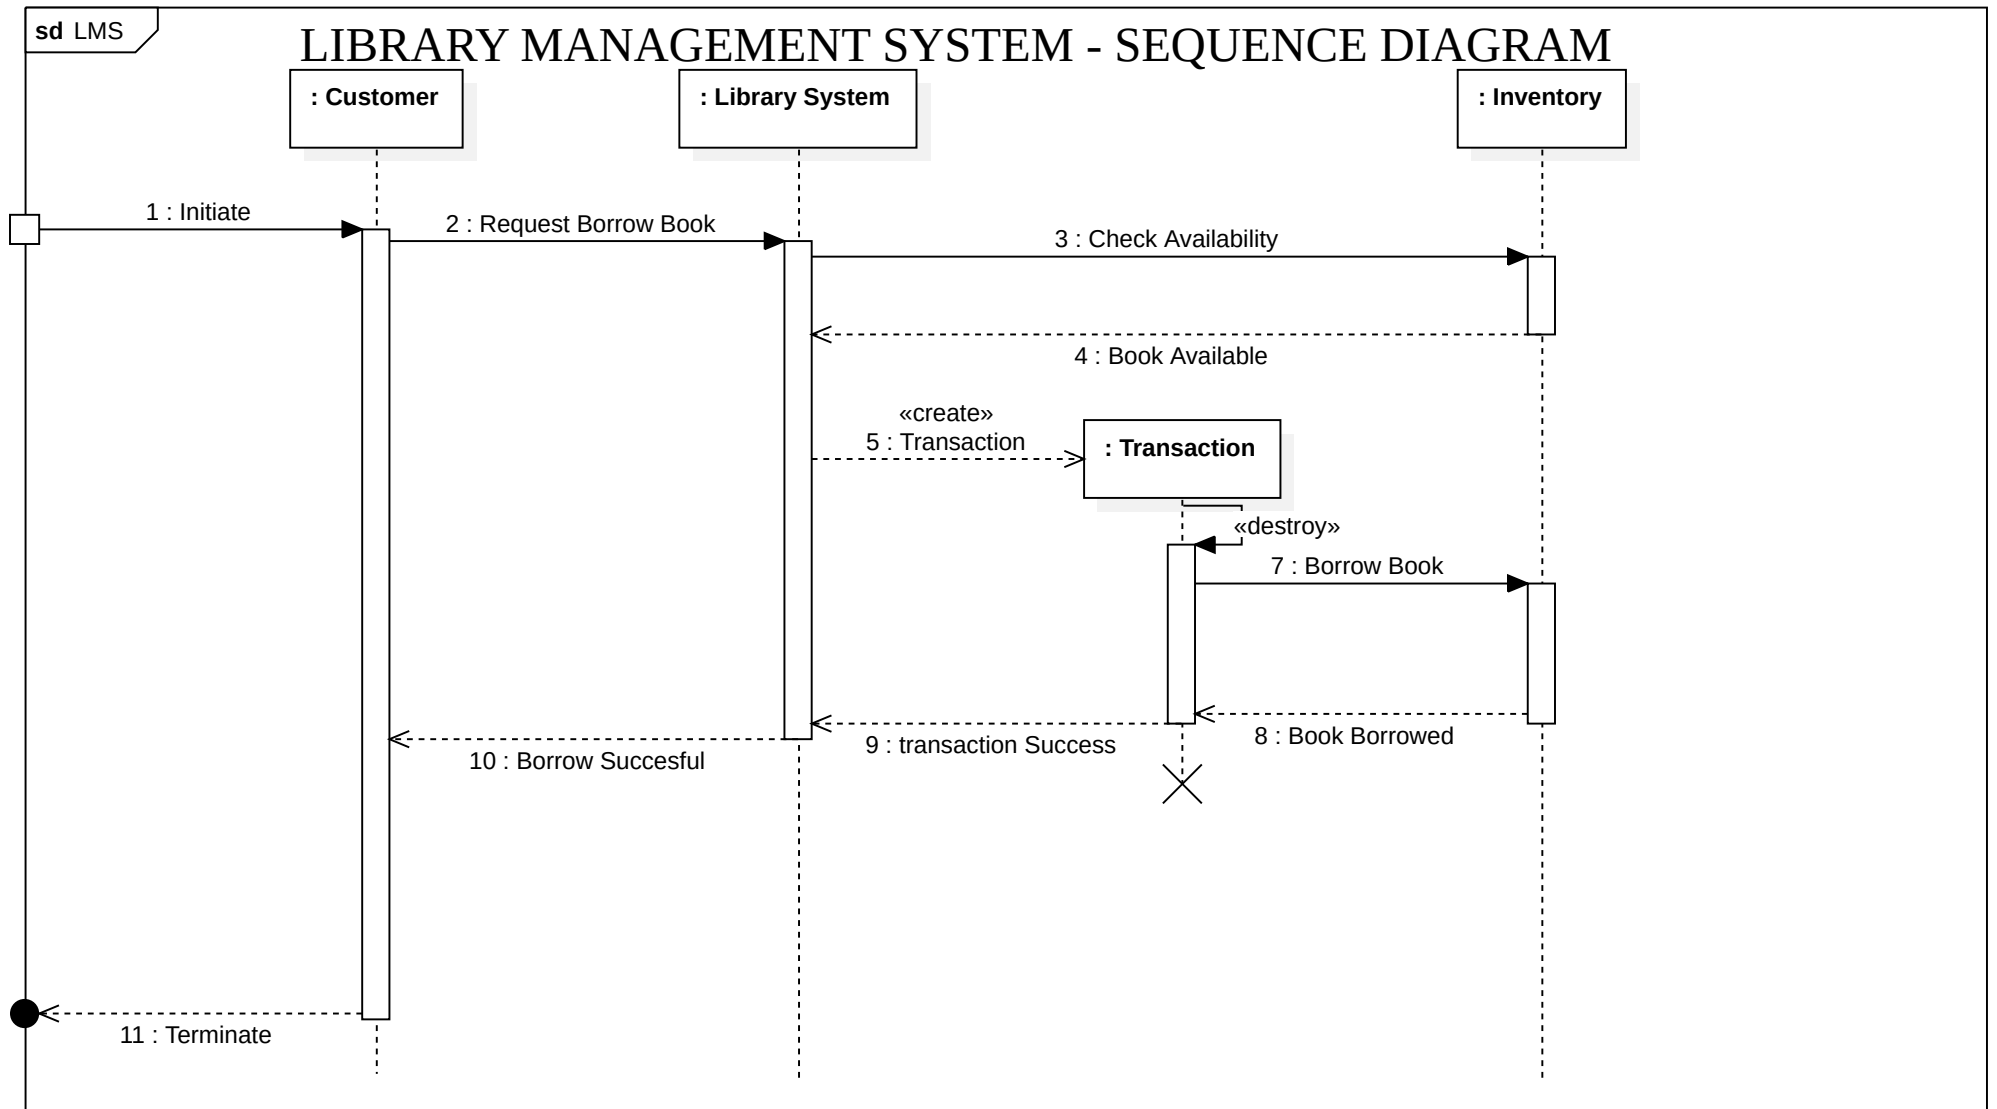 sd LMS
LIBRARY MANAGEMENT SYSTEM - SEQUENCE DIAGRAM
: Customer
: Library System
: Inventory
1 : Initiate
2 : Request Borrow Book
3 : Check Availability
4 : Book Available
«create»
5 : Transaction
: Transaction
«destroy»
7 : Borrow Book
8 : Book Borrowed
9 : transaction Success
10 : Borrow Succesful
11 : Terminate